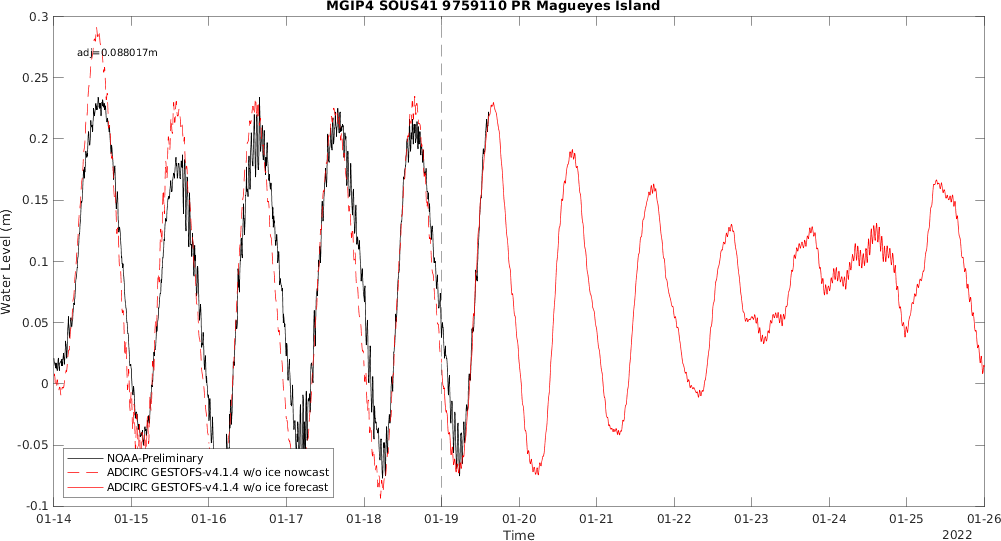 MGIP4 SOUS41 9759110 PR Magueyes Island
adj=0.088017m
Water Level (m)
0.3
0.25
0.2
0.15
0.1
0.05
0
-0.05
-0.1
NOAA-Preliminary
ADCIRC GESTOFS-v4.1.4 w/o ice nowcast
ADCIRC GESTOFS-v4.1.4 w/o ice forecast
01-14 01-15 01-16 01-17 01-18 01-19 01-20 01-21 01-22 01-23 01-24 01-25 01-26
Time
2022